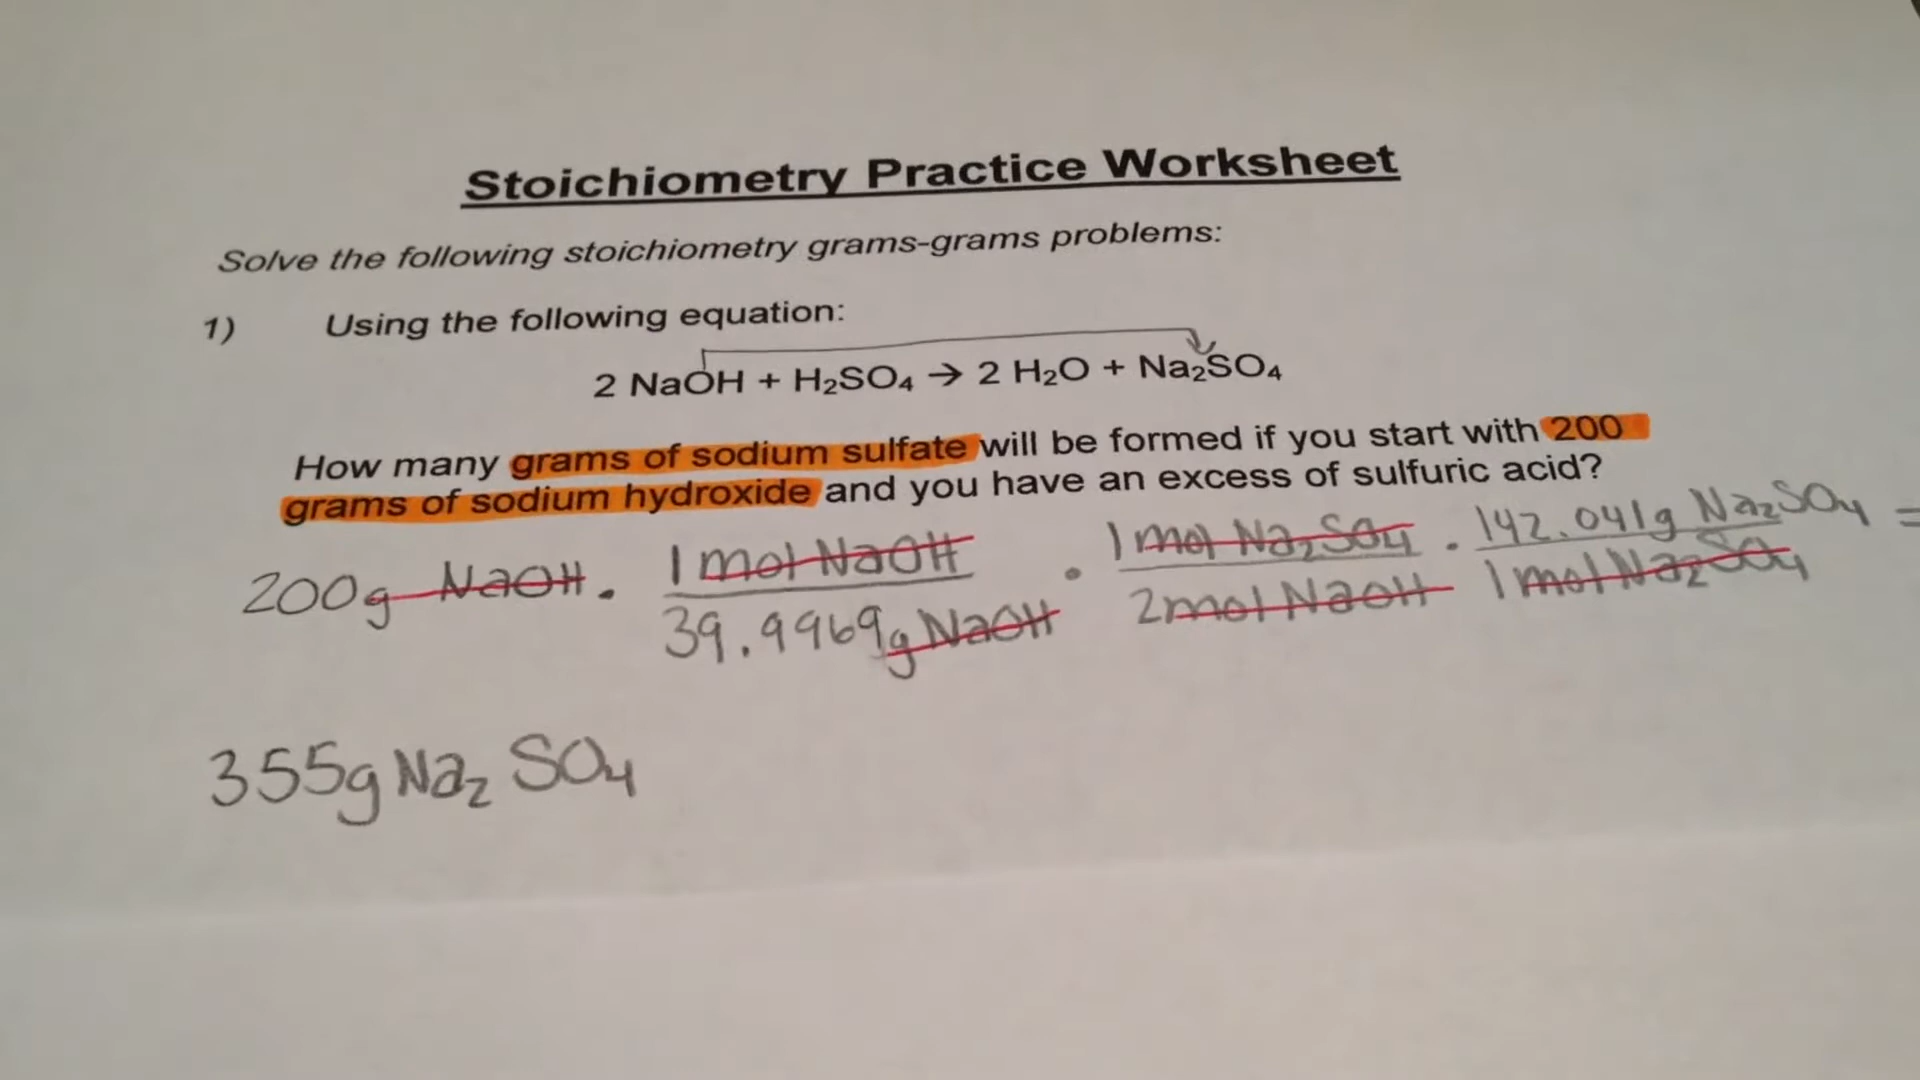 Stoichiometry Practice Worksheet
Solve the following stoichiometry grams-grams problems:
1) Using the following equation:
2 NaOH + H₂SO₄ → 2 H₂O + Na₂SO₄
How many grams of sodium sulfate will be formed if you start with 200
grams of sodium hydroxide and you have an excess of sulfuric acid?
200g NaOH · 1 mol NaOH / 39.9969g NaOH · 1 mol Na₂SO₄ / 2 mol NaOH · 142.041g Na₂SO₄ / 1 mol Na₂SO₄ =
355g Na₂SO₄